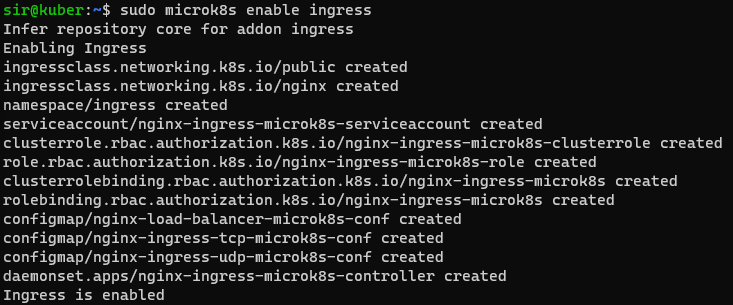 sir@kuber:~$ sudo microk8s enable ingress
Infer repository core for addon ingress
Enabling Ingress
ingressclass.networking.k8s.io/public created
ingressclass.networking.k8s.io/nginx created
namespace/ingress created
serviceaccount/nginx-ingress-microk8s-serviceaccount created
clusterrole.rbac.authorization.k8s.io/nginx-ingress-microk8s-clusterrole created
role.rbac.authorization.k8s.io/nginx-ingress-microk8s-role created
clusterrolebinding.rbac.authorization.k8s.io/nginx-ingress-microk8s created
rolebinding.rbac.authorization.k8s.io/nginx-ingress-microk8s created
configmap/nginx-load-balancer-microk8s-conf created
configmap/nginx-ingress-tcp-microk8s-conf created
configmap/nginx-ingress-udp-microk8s-conf created
daemonset.apps/nginx-ingress-microk8s-controller created
Ingress is enabled